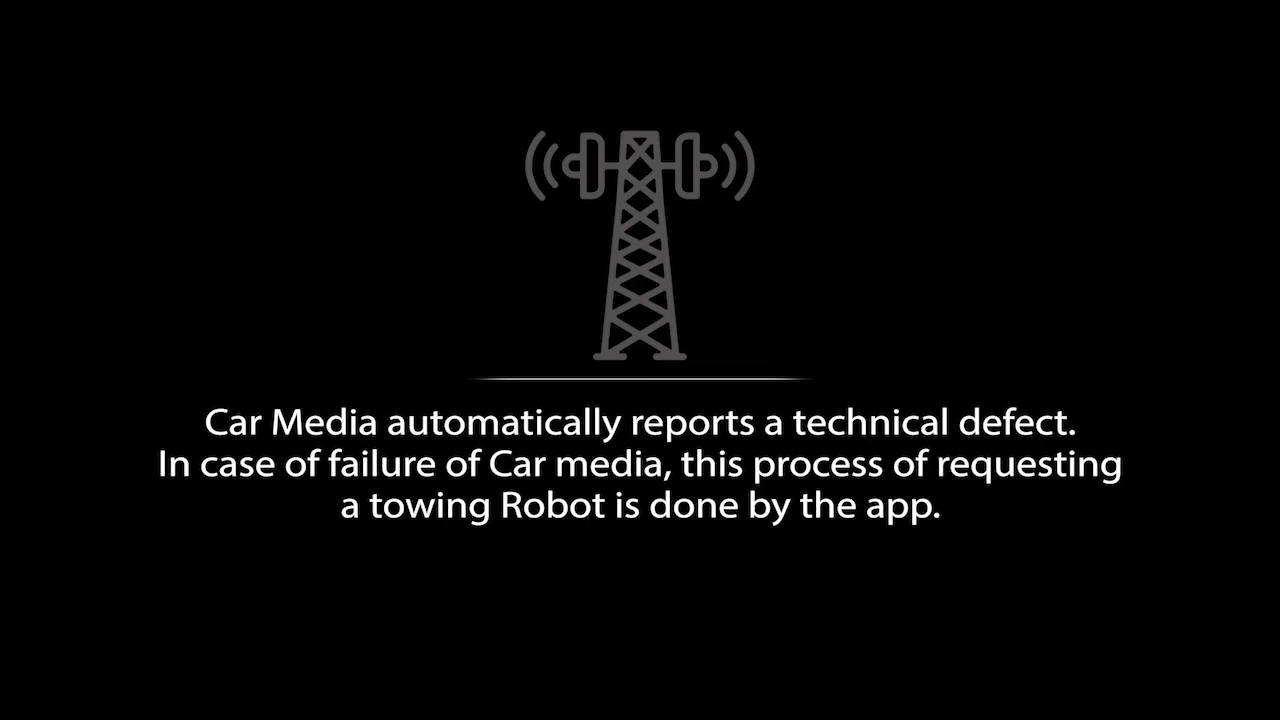 Car Media automatically reports a technical defect.
In case of failure of Car media, this process of requesting
a towing Robot is done by the app.